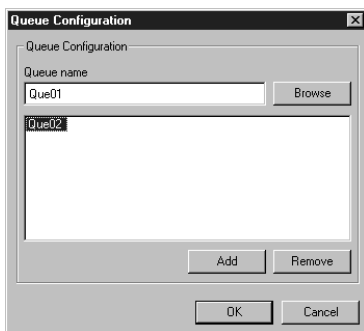 Queue Configuration
Queue Configuration
Queue name
Que01
Browse
Que02
Add
Remove
OK
Cancel